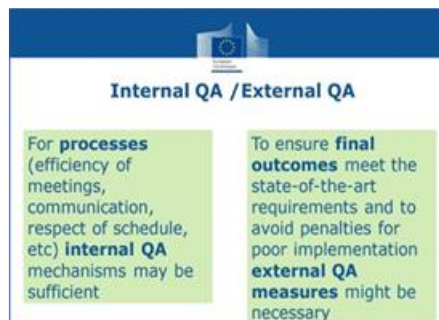 Internal QA /External QA
For processes
(efficiency of
meetings,
communication,
respect of schedule,
etc) internal QA
mechanisms may be
sufficient
To ensure final
outcomes meet the
state-of-the-art
requirements and to
avoid penalties for
poor implementation
external QA
measures might be
necessary